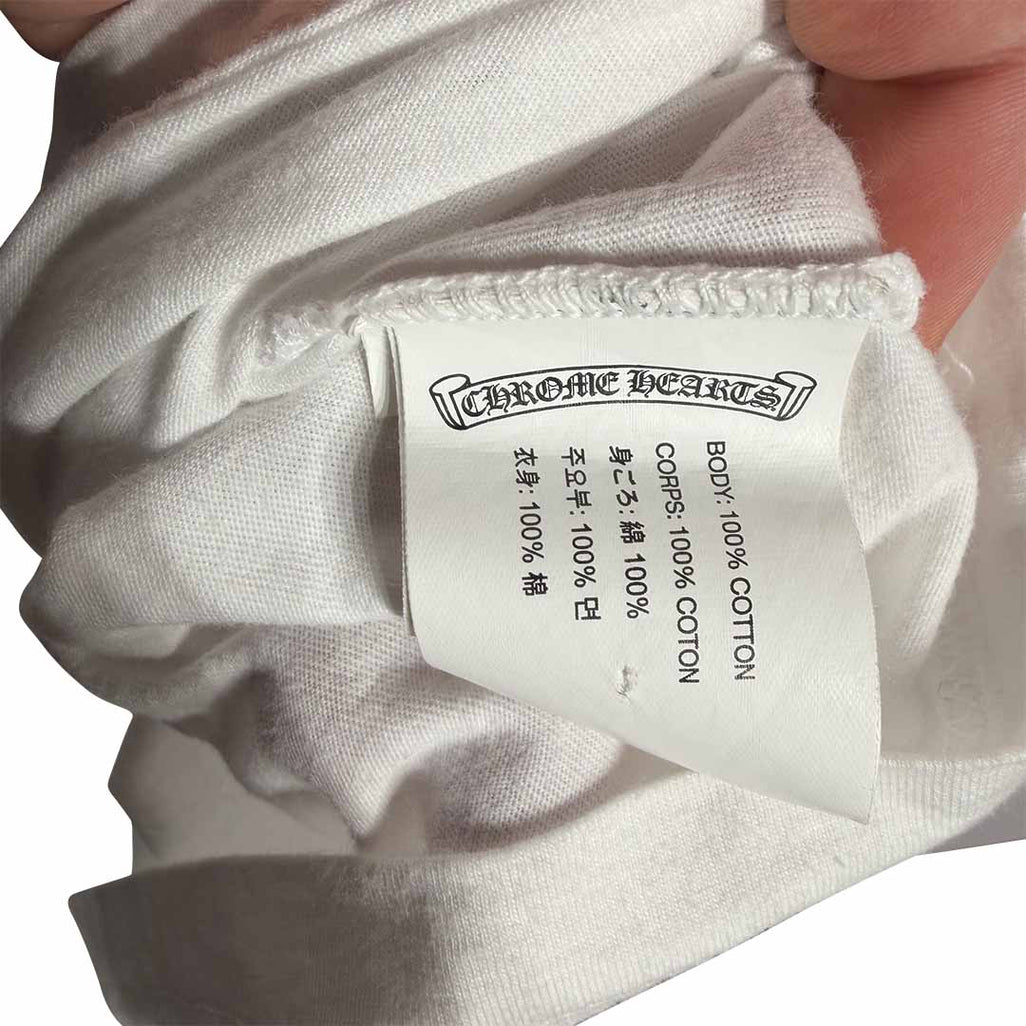 CHROME HEARTS
BODY: 100% COTTON
CORPS: 100% COTON
身ごろ: 綿 100%
주요부: 100% 면
衣身: 100% 棉